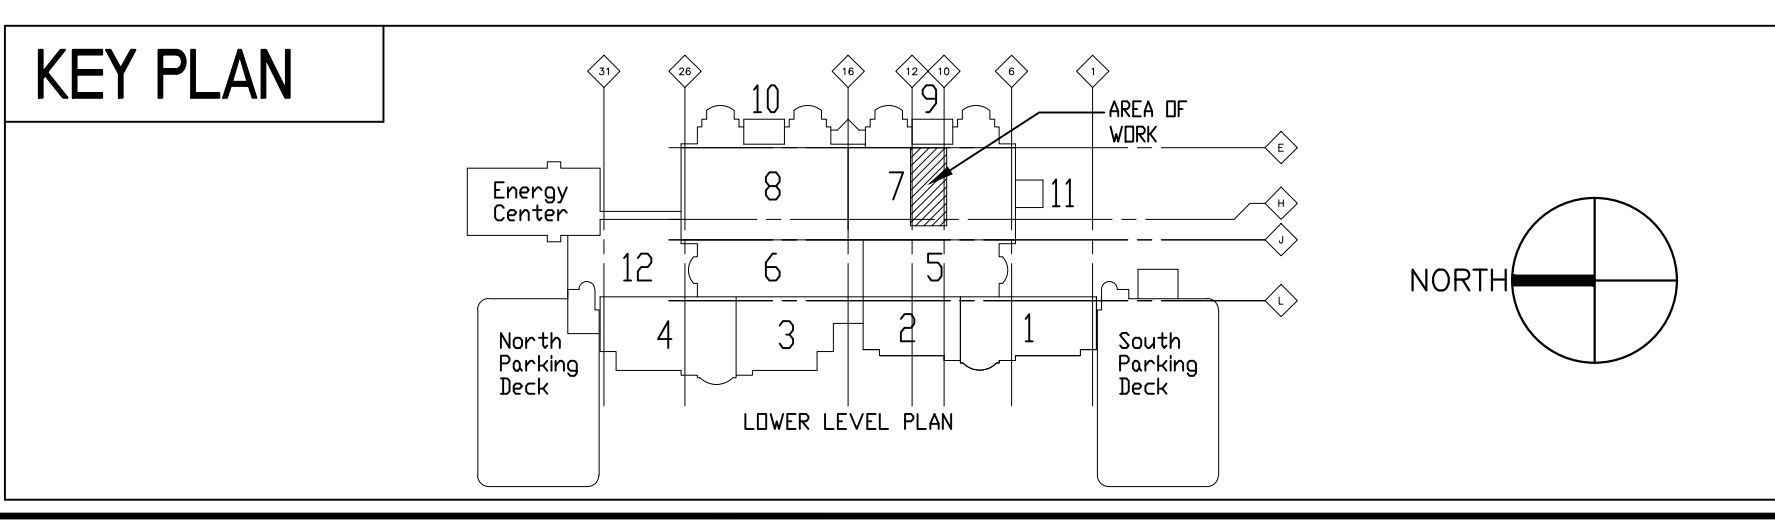 KEY PLAN
31
26
16
12
10
6
1
10
9
AREA OF
WORK
E
Energy
Center
8
7
11
H
NORTH
12
6
5
J
L
4
3
2
1
North
Parking
Deck
South
Parking
Deck
LOWER LEVEL PLAN